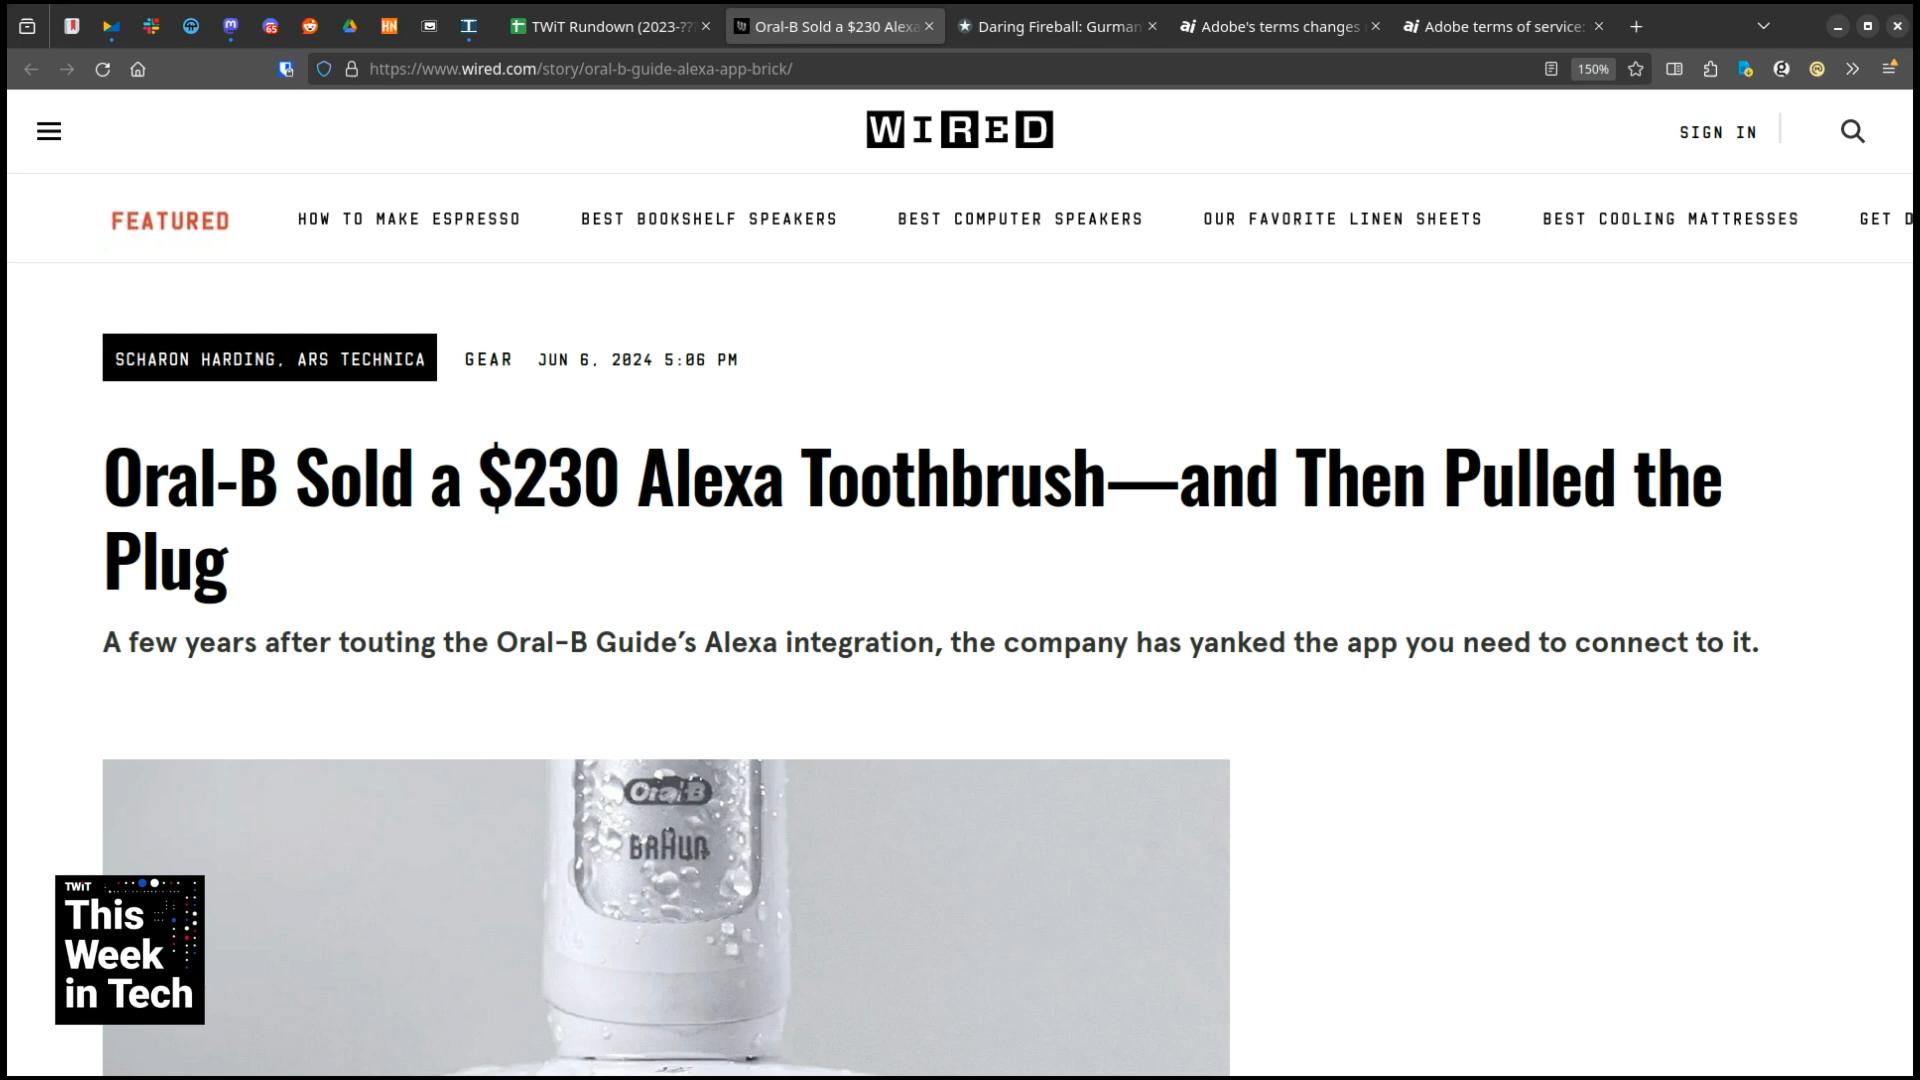 TWiT Rundown (2023-??
Oral-B Sold a $230 Alexa
Daring Fireball: Gurman
Adobe's terms changes
Adobe terms of service:
https://www.wired.com/story/oral-b-guide-alexa-app-brick/
150%
WIRED
SIGN IN
FEATURED
HOW TO MAKE ESPRESSO
BEST BOOKSHELF SPEAKERS
BEST COMPUTER SPEAKERS
OUR FAVORITE LINEN SHEETS
BEST COOLING MATTRESSES
GET D
SCHARON HARDING, ARS TECHNICA
GEAR
JUN 6, 2024 5:06 PM
Oral-B Sold a $230 Alexa Toothbrush—and Then Pulled the
Plug
A few years after touting the Oral-B Guide’s Alexa integration, the company has yanked the app you need to connect to it.
Oral-B
BRAUN
TWiT
This
Week
in Tech